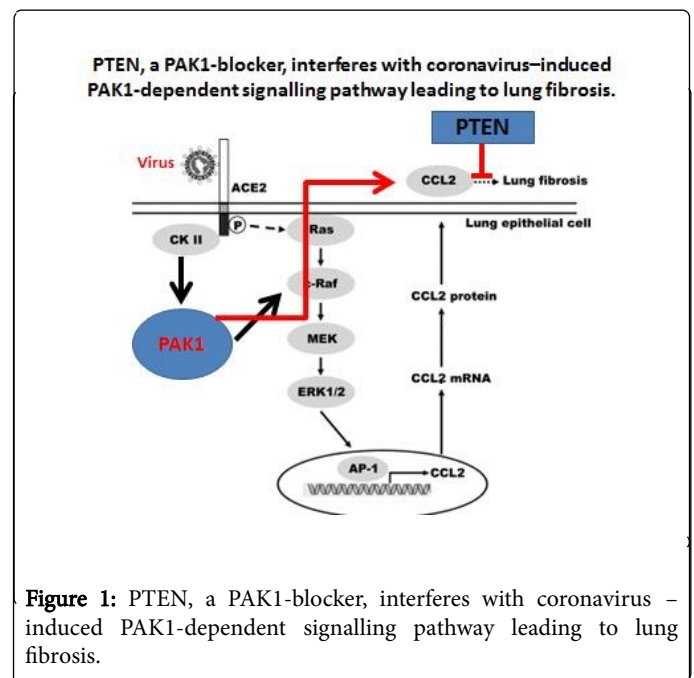 PTEN, a PAK1-blocker, interferes with coronavirus–induced
PAK1-dependent signalling pathway leading to lung fibrosis.
PTEN
Virus
ACE2
CCL2
Lung fibrosis
P
Ras
Lung epithelial cell
CK II
c-Raf
CCL2 protein
PAK1
MEK
CCL2 mRNA
ERK1/2
AP-1
CCL2
Figure 1: PTEN, a PAK1-blocker, interferes with coronavirus –
induced PAK1-dependent signalling pathway leading to lung
fibrosis.